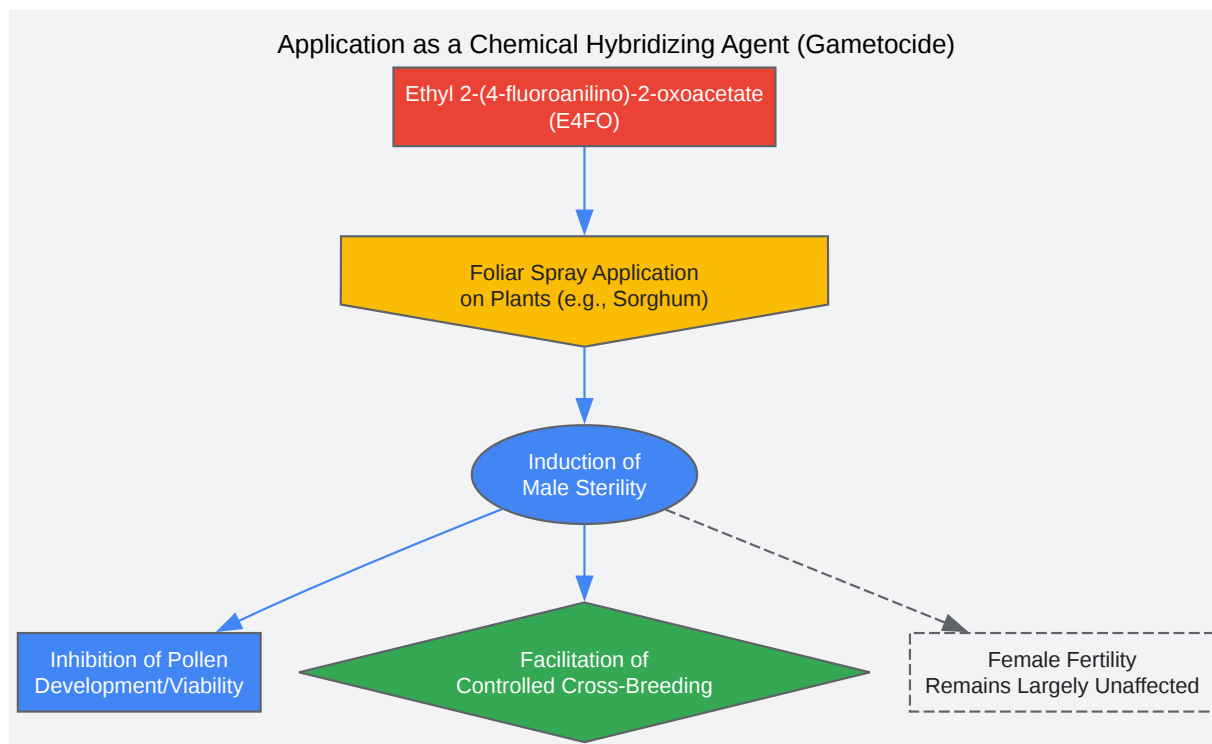 Application as a Chemical Hybridizing Agent (Gametocide)
Ethyl 2-(4-fluoroanilino)-2-oxoacetate
(E4FO)
Foliar Spray Application
on Plants (e.g., Sorghum)
Induction of
Male Sterility
Inhibition of Pollen
Development/Viability
Facilitation of
Controlled Cross-Breeding
Female Fertility
Remains Largely Unaffected